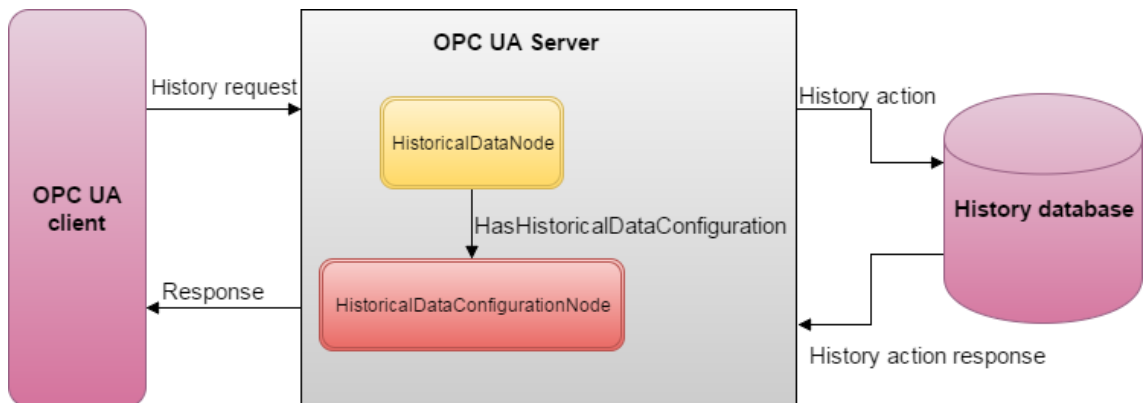 OPC UA Server
History request
History action
HistoricalDataNode
OPC UA
client
History database
HasHistoricalDataConfiguration
Response
HistoricalDataConfigurationNode
History action response